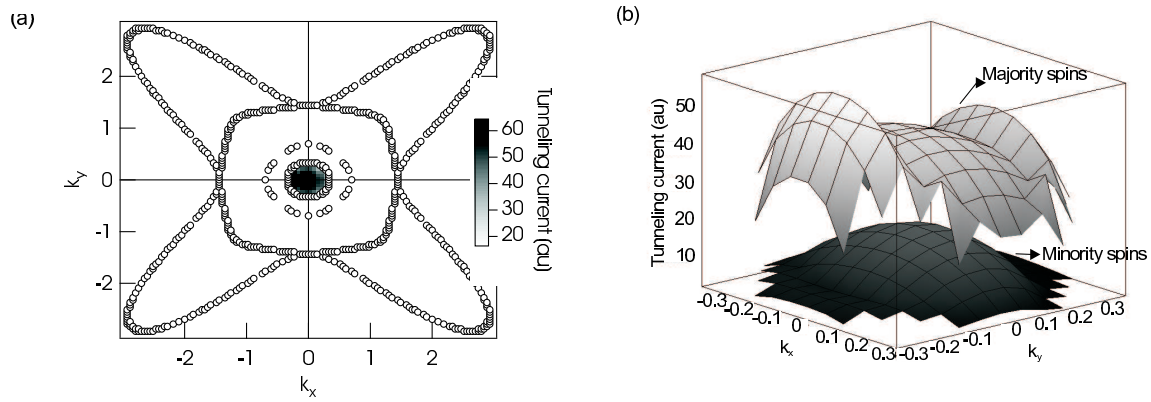 (a)
k_y
2
1
0
-1
-2
-2 -1 0 1 2
k_x
60
50
40
30
20
Tunneling current (au)
(b)
Majority spins
Minority spins
Tunneling current (au)
50
40
30
20
10
-0.3 -0.2 -0.1 0 0.1 0.2 0.3
k_x
-0.3 -0.2 -0.1 0 0.1 0.2 0.3
k_y